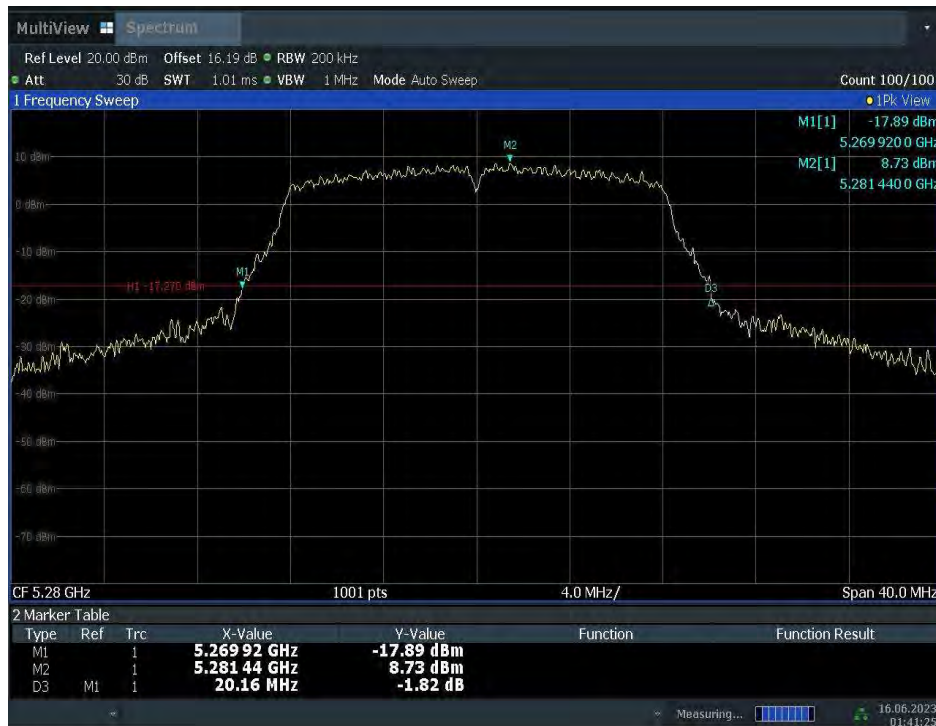 MultiView Spectrum
Ref Level 20.00 dBm Offset 16.19 dB RBW 200 kHz
Att 30 dB SWT 1.01 ms VBW 1 MHz Mode Auto Sweep Count 100/100
1 Frequency Sweep 1Pk View
M1[1] -17.89 dBm
5.269 920 0 GHz
M2[1] 8.73 dBm
5.281 440 0 GHz
M2
10 dBm
0 dBm
-10 dBm
M1
H1 -17.270 dBm
D3
-20 dBm
-30 dBm
-40 dBm
-50 dBm
-60 dBm
-70 dBm
CF 5.28 GHz 1001 pts 4.0 MHz/ Span 40.0 MHz
2 Marker Table
Type Ref Trc X-Value Y-Value Function Function Result
M1 1 5.269 92 GHz -17.89 dBm
M2 1 5.281 44 GHz 8.73 dBm
D3 M1 1 20.16 MHz -1.82 dB
Measuring... 16.06.2023
01:41:25